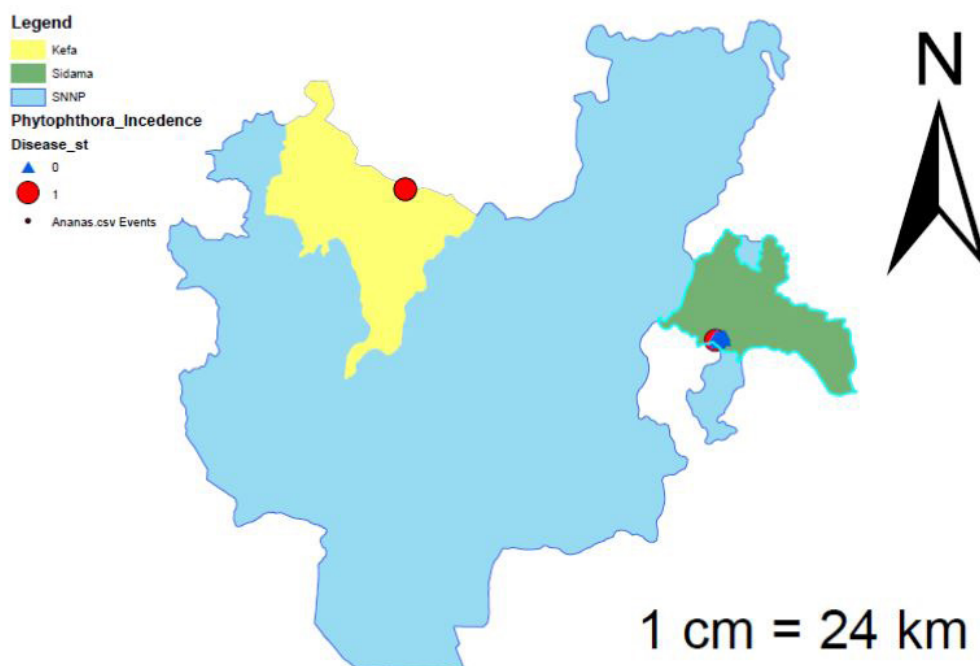 Legend
Kefa
Sidama
SNNP
Phytophthora_Incedence
Disease_st
0
1
Ananas.csv Events
N
1 cm = 24 km